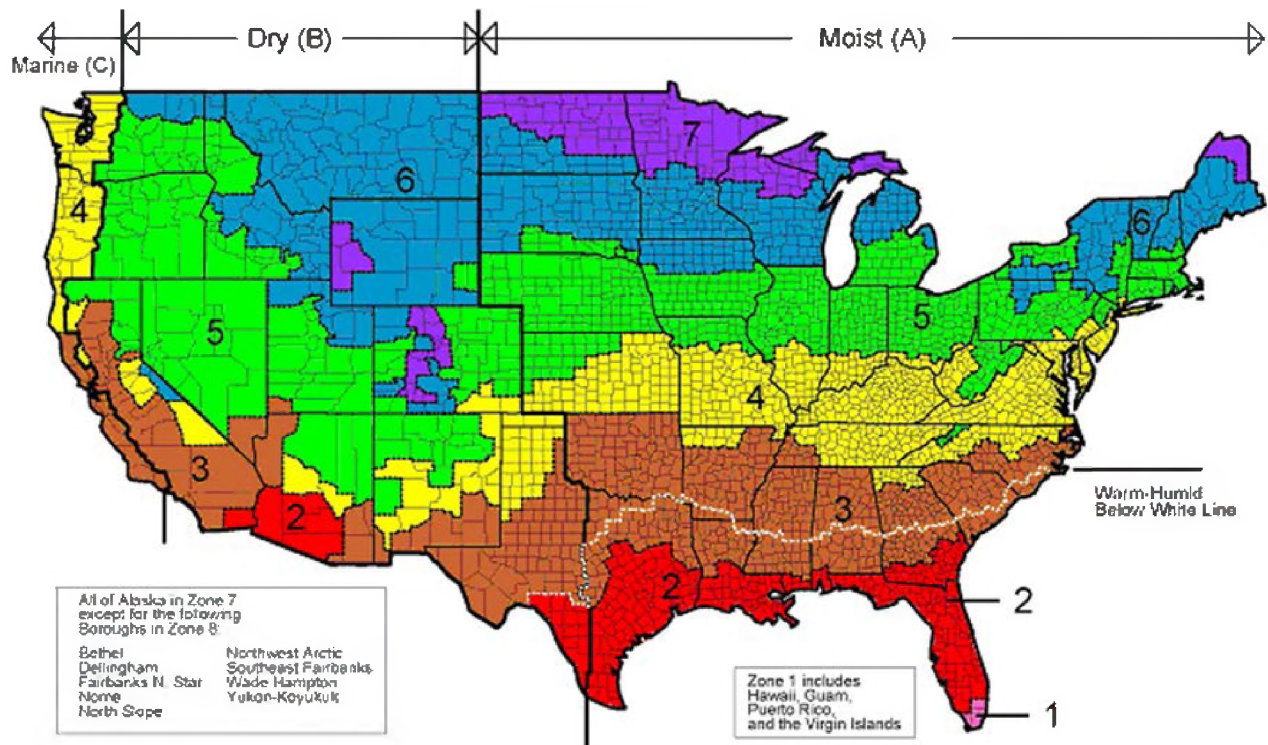 Marine (C)
Dry (B)
Moist (A)
7
6
4
6
5
5
4
3
3
2
2
Warm-Humid
Below White Line
2
1
All of Alaska in Zone 7
except for the following
Boroughs in Zone 8:
Bethel
Dellingham
Fairbanks N. Star
Nome
North Slope
Northwest Arctic
Southeast Fairbanks
Wade Hampton
Yukon-Koyukuk
Zone 1 includes
Hawaii, Guam,
Puerto Rico,
and the Virgin Islands